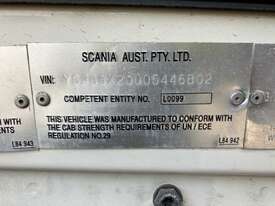 SCANIA AUST. PTY. LTD.
VIN:
COMPETENT ENTITY NO. L0099
THIS VEHICLE WAS MANUFACTURED TO CONFORM WITH
THE CAB STRENGTH REQUIREMENTS OF UN / ECE
REGULATION NO.29
L84 942
L84 943